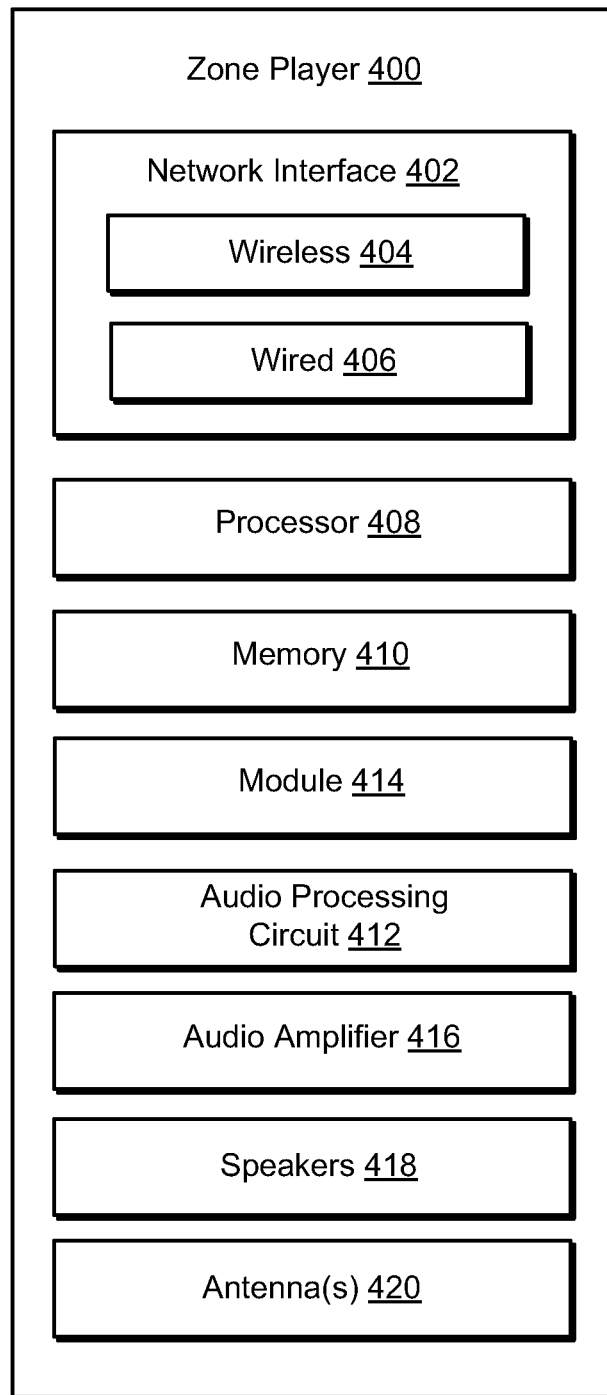 Zone Player 400
Network Interface 402
Wireless 404
Wired 406
Processor 408
Memory 410
Module 414
Audio Processing
Circuit 412
Audio Amplifier 416
Speakers 418
Antenna(s) 420